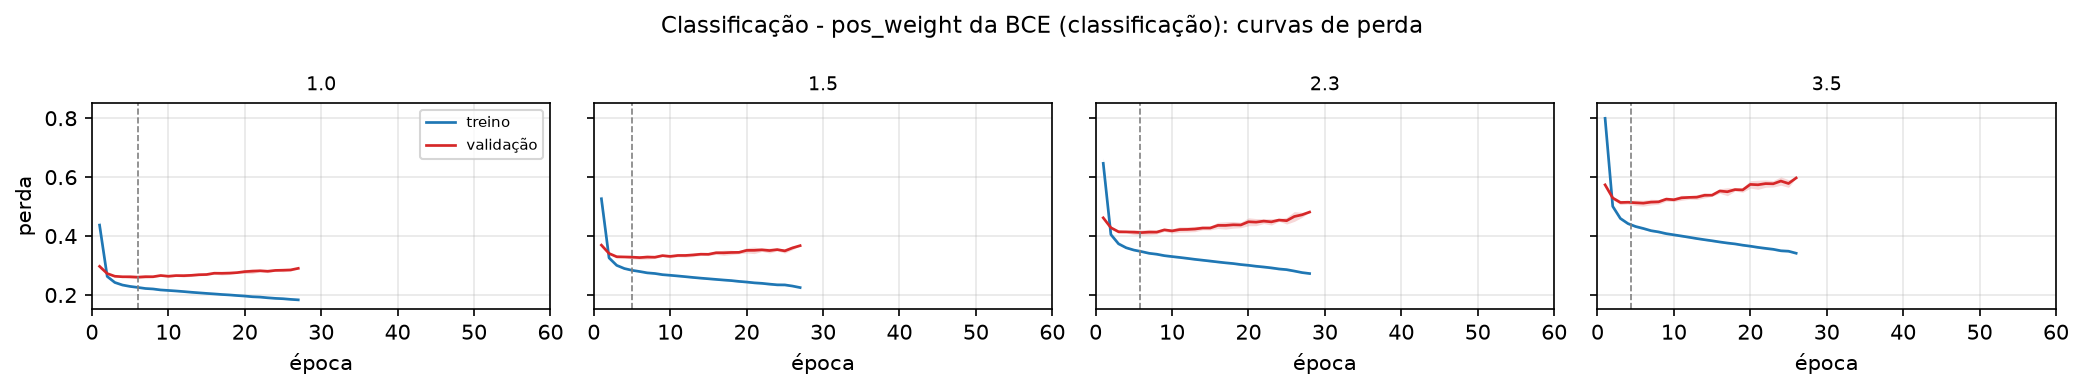 Classificação - pos_weight da BCE (classificação): curvas de perda
1.0 1.5 2.3 3.5
treino
validação
perda
0.8
0.6
0.4
0.2
0 10 20 30 40 50 60 0 10 20 30 40 50 60 0 10 20 30 40 50 60 0 10 20 30 40 50 60
época época época época